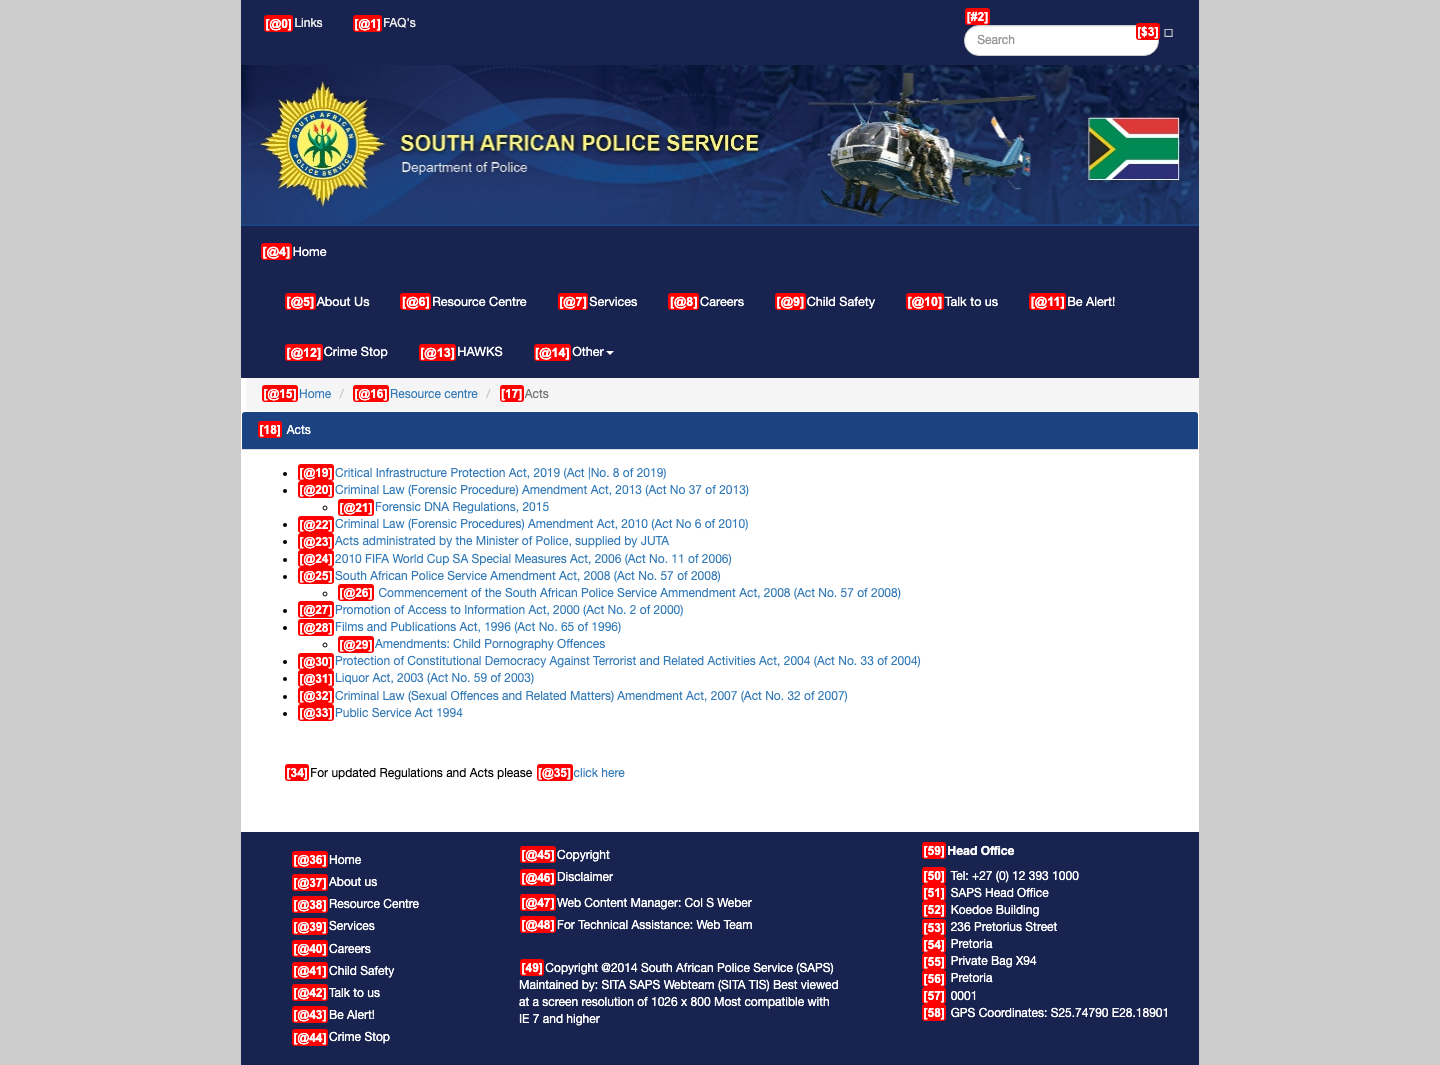 [@0] Links [@1] FAQ's [#2]
Search [$3]
SOUTH AFRICAN POLICE SERVICE
Department of Police
SOUTH AFRICAN
POLICE SERVICE
[@4] Home
[@5] About Us [@6] Resource Centre [@7] Services [@8] Careers [@9] Child Safety [@10] Talk to us [@11] Be Alert!
[@12] Crime Stop [@13] HAWKS [@14] Other
[@15] Home / [@16] Resource centre / [17] Acts
[18] Acts
[@19] Critical Infrastructure Protection Act, 2019 (Act |No. 8 of 2019)
[@20] Criminal Law (Forensic Procedure) Amendment Act, 2013 (Act No 37 of 2013)
[@21] Forensic DNA Regulations, 2015
[@22] Criminal Law (Forensic Procedures) Amendment Act, 2010 (Act No 6 of 2010)
[@23] Acts administrated by the Minister of Police, supplied by JUTA
[@24] 2010 FIFA World Cup SA Special Measures Act, 2006 (Act No. 11 of 2006)
[@25] South African Police Service Amendment Act, 2008 (Act No. 57 of 2008)
[@26] Commencement of the South African Police Service Ammendment Act, 2008 (Act No. 57 of 2008)
[@27] Promotion of Access to Information Act, 2000 (Act No. 2 of 2000)
[@28] Films and Publications Act, 1996 (Act No. 65 of 1996)
[@29] Amendments: Child Pornography Offences
[@30] Protection of Constitutional Democracy Against Terrorist and Related Activities Act, 2004 (Act No. 33 of 2004)
[@31] Liquor Act, 2003 (Act No. 59 of 2003)
[@32] Criminal Law (Sexual Offences and Related Matters) Amendment Act, 2007 (Act No. 32 of 2007)
[@33] Public Service Act 1994
[34] For updated Regulations and Acts please [@35] click here
[@36] Home
[@37] About us
[@38] Resource Centre
[@39] Services
[@40] Careers
[@41] Child Safety
[@42] Talk to us
[@43] Be Alert!
[@44] Crime Stop
[@45] Copyright
[@46] Disclaimer
[@47] Web Content Manager: Col S Weber
[@48] For Technical Assistance: Web Team
[49] Copyright @2014 South African Police Service (SAPS)
Maintained by: SITA SAPS Webteam (SITA TIS) Best viewed
at a screen resolution of 1026 x 800 Most compatible with
IE 7 and higher
[59] Head Office
[50] Tel: +27 (0) 12 393 1000
[51] SAPS Head Office
[52] Koedoe Building
[53] 236 Pretorius Street
[54] Pretoria
[55] Private Bag X94
[56] Pretoria
[57] 0001
[58] GPS Coordinates: S25.74790 E28.18901